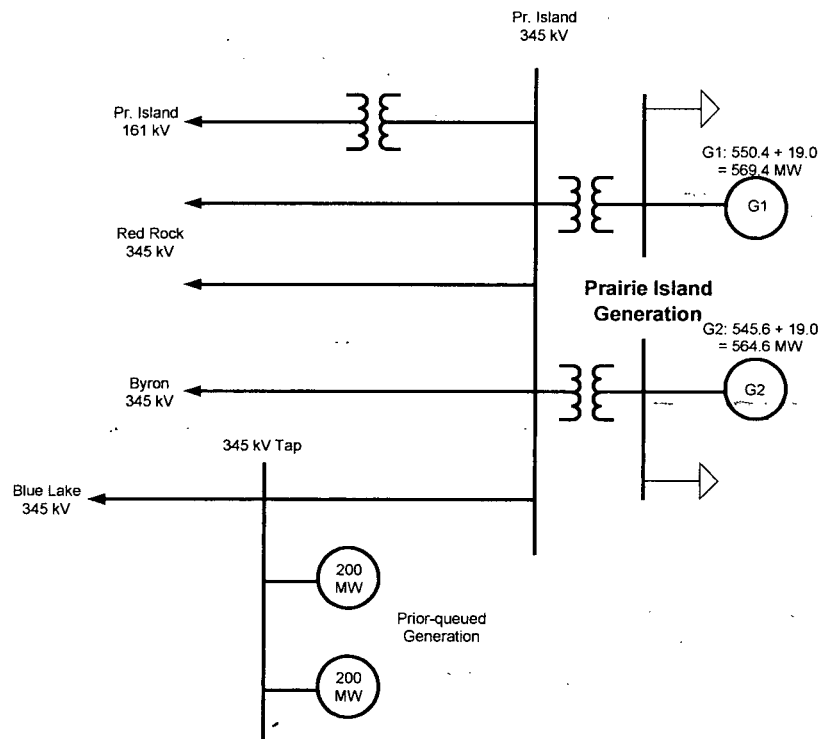 Pr. Island
345 kV
Pr. Island
161 kV
G1: 550.4 + 19.0
= 569.4 MW
G1
Red Rock
345 kV
Prairie Island
Generation
G2: 545.6 + 19.0
= 564.6 MW
G2
Byron
345 kV
345 kV Tap
Blue Lake
345 kV
200
MW
Prior-queued
Generation
200
MW